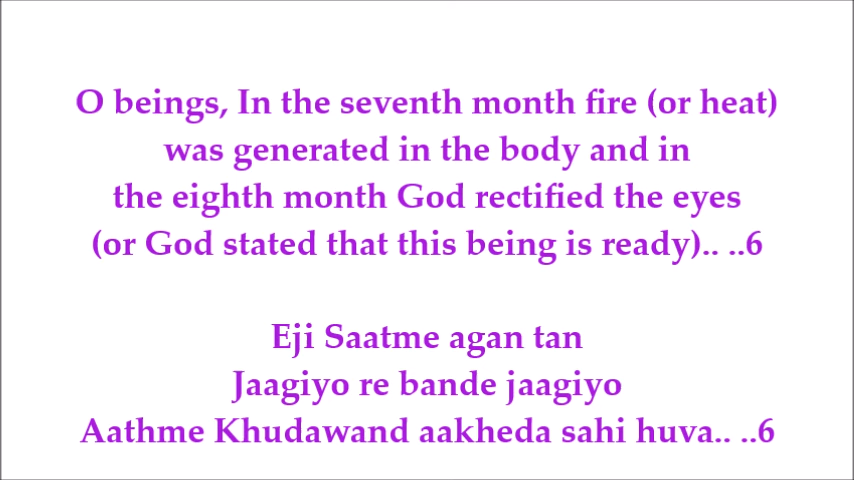 O beings, In the seventh month fire (or heat)
was generated in the body and in
the eighth month God rectified the eyes
(or God stated that this being is ready).. ..6
Eji Saatme agan tan
Jaagiyo re bande jaagiyo
Aathme Khudawand aakheda sahi huva.. ..6